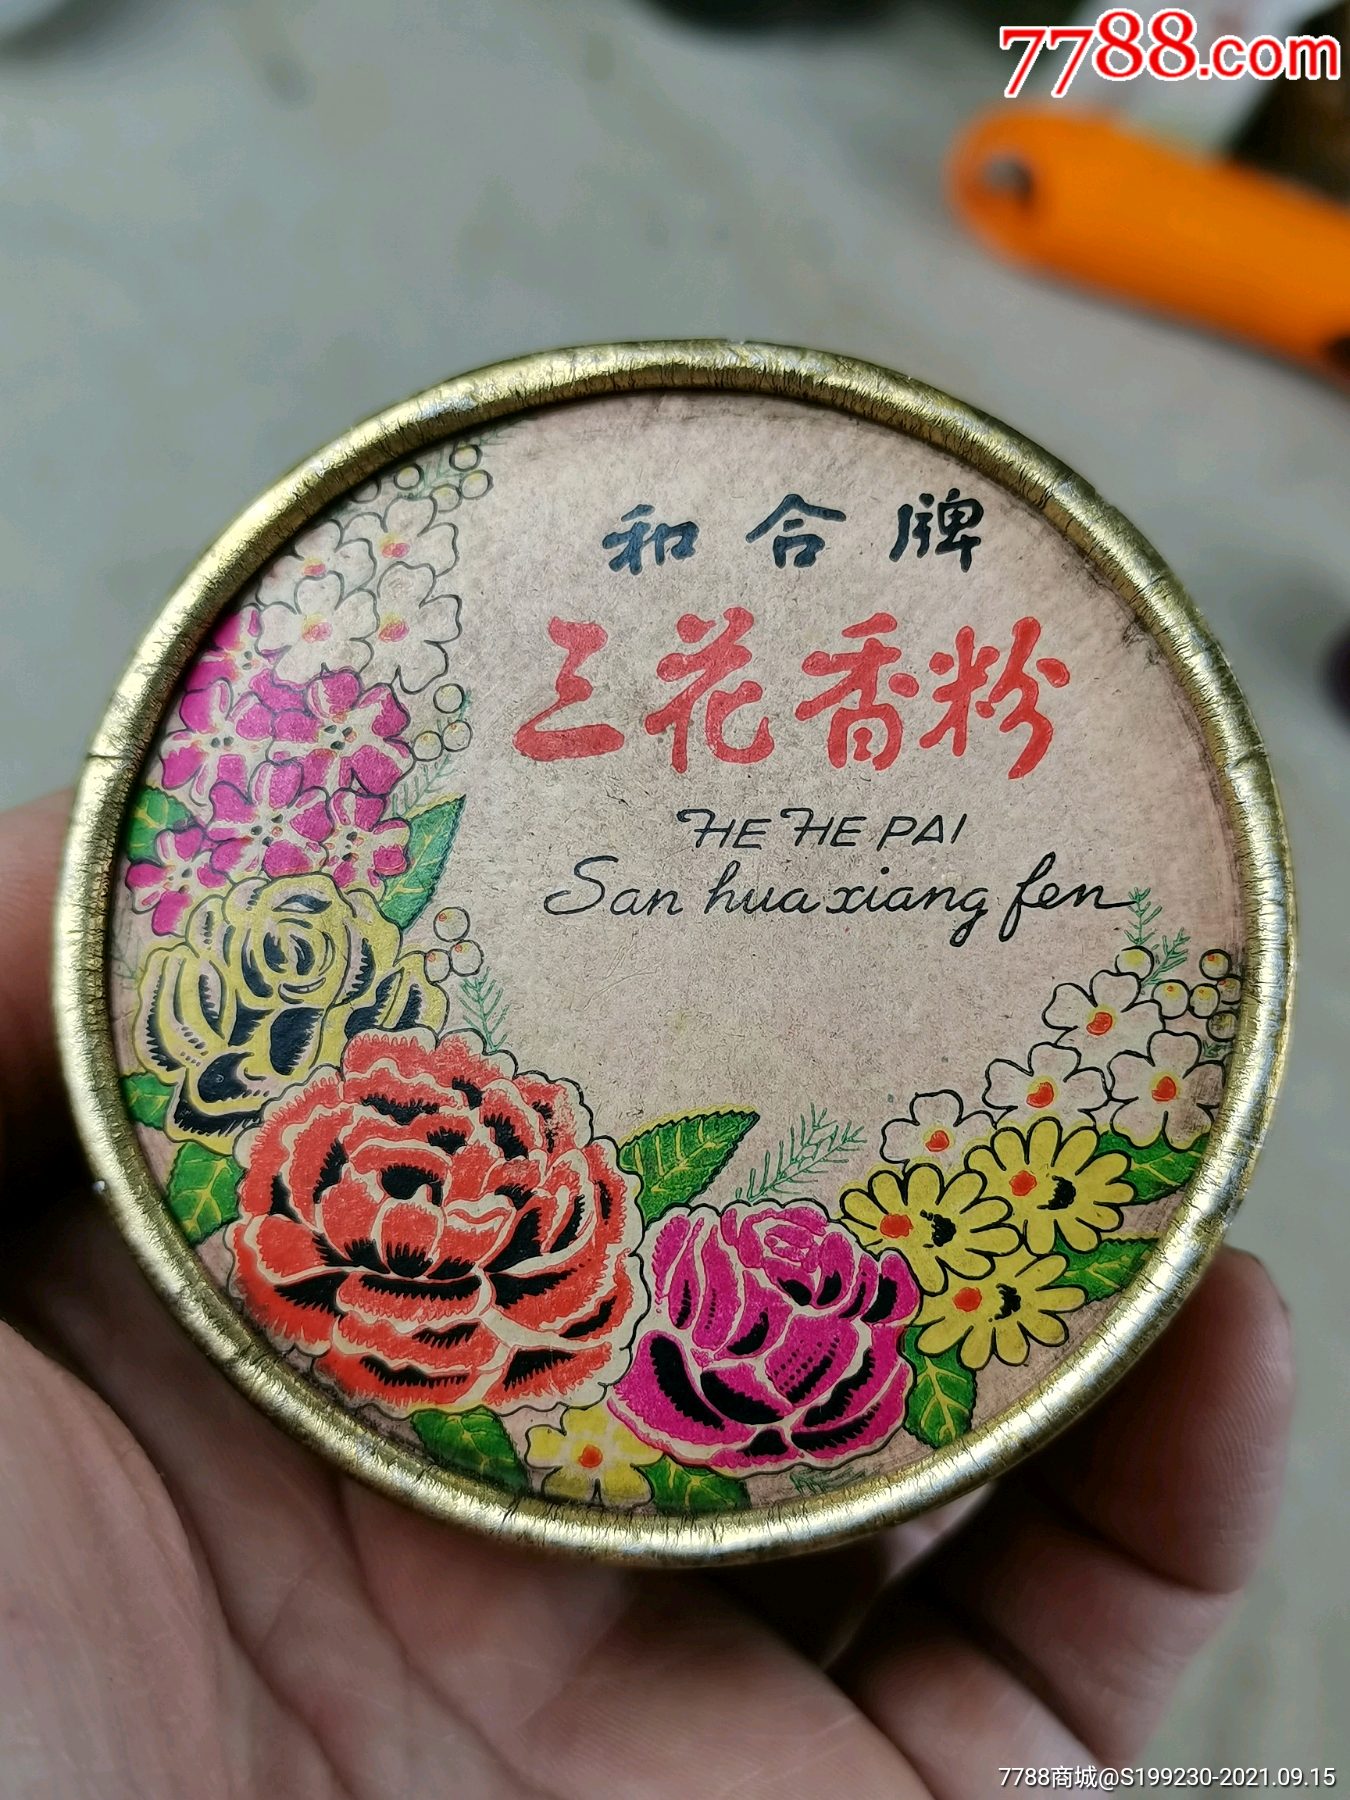 7788.com
和合牌
三花香粉
HE HE PAI
San hua xiang fen
7788商城@S199230-2021.09.15